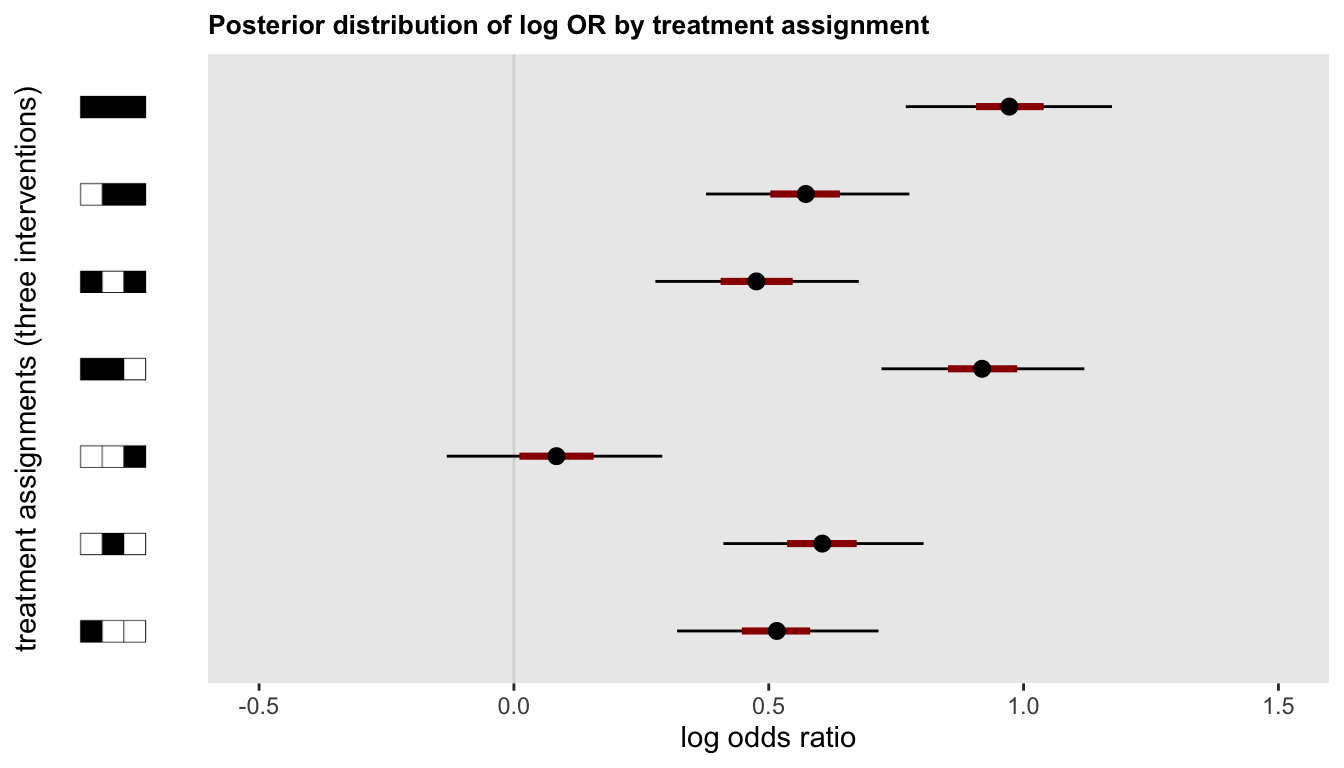 Posterior distribution of log OR by treatment assignment
treatment assignments (three interventions)
-0.5 0.0 0.5 1.0 1.5
log odds ratio